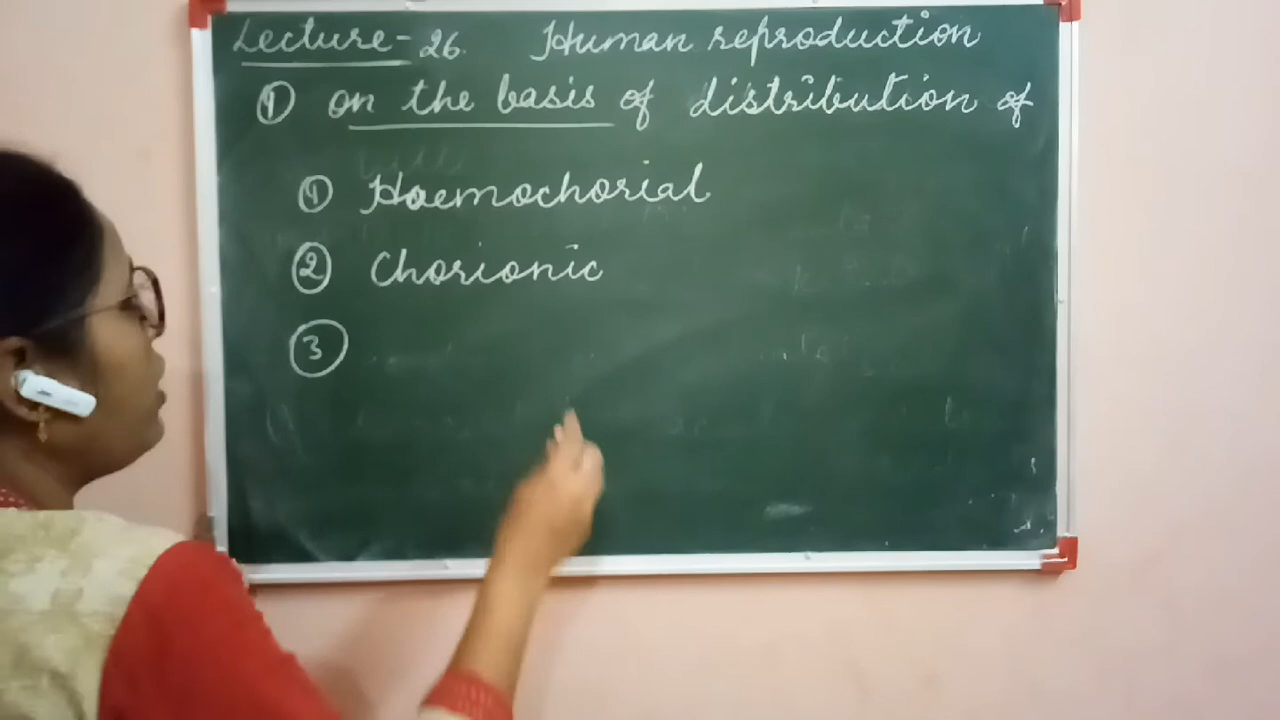 Lecture-26. Human reproduction
① on the basis of distribution of
① Haemochorial
② Chorionic
③